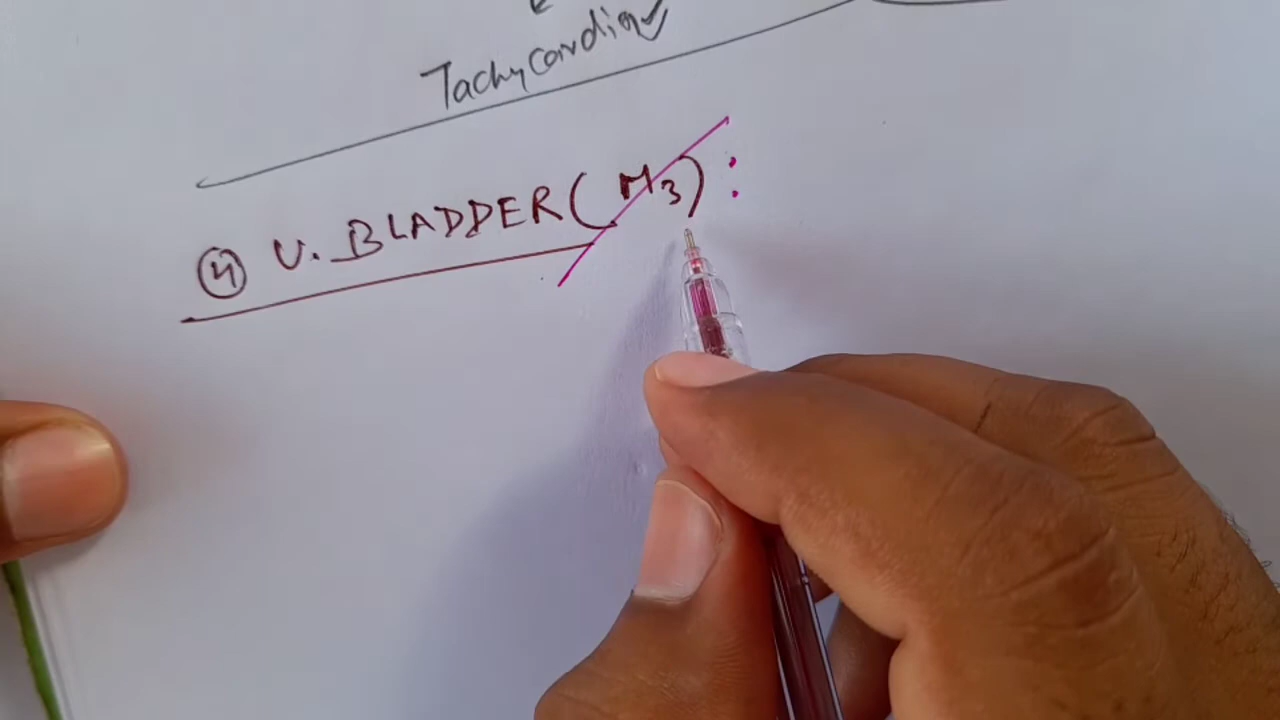 Tachycardia ✓
④ U. BLADDER (M₃) :